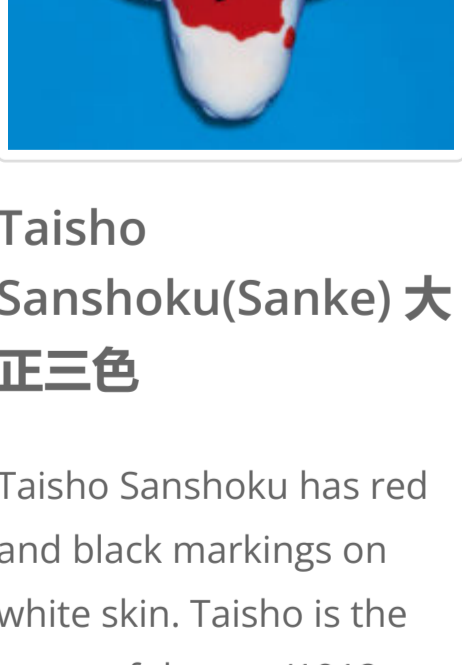 Taisho
Sanshoku(Sanke) 大
正三色
Taisho Sanshoku has red
and black markings on
white skin. Taisho is the